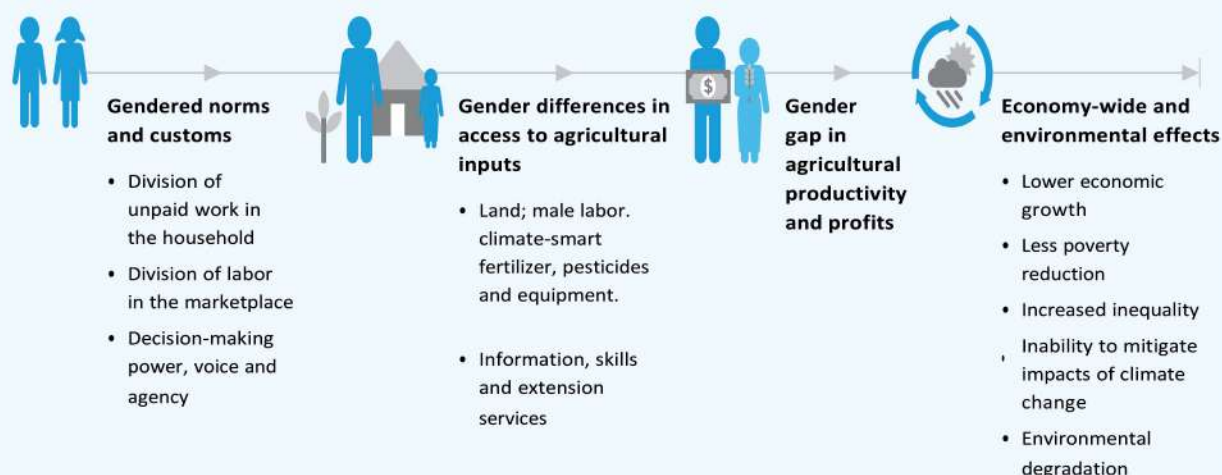 Gendered norms
and customs
• Division of
unpaid work in
the household
• Division of labor
in the marketplace
• Decision-making
power, voice and
agency
Gender differences in
access to agricultural
inputs
• Land; male labor.
climate-smart
fertilizer, pesticides
and equipment.
• Information, skills
and extension
services
$
Gender
gap in
agricultural
productivity
and profits
Economy-wide and
environmental effects
• Lower economic
growth
• Less poverty
reduction
• Increased inequality
• Inability to mitigate
impacts of climate
change
• Environmental
degradation